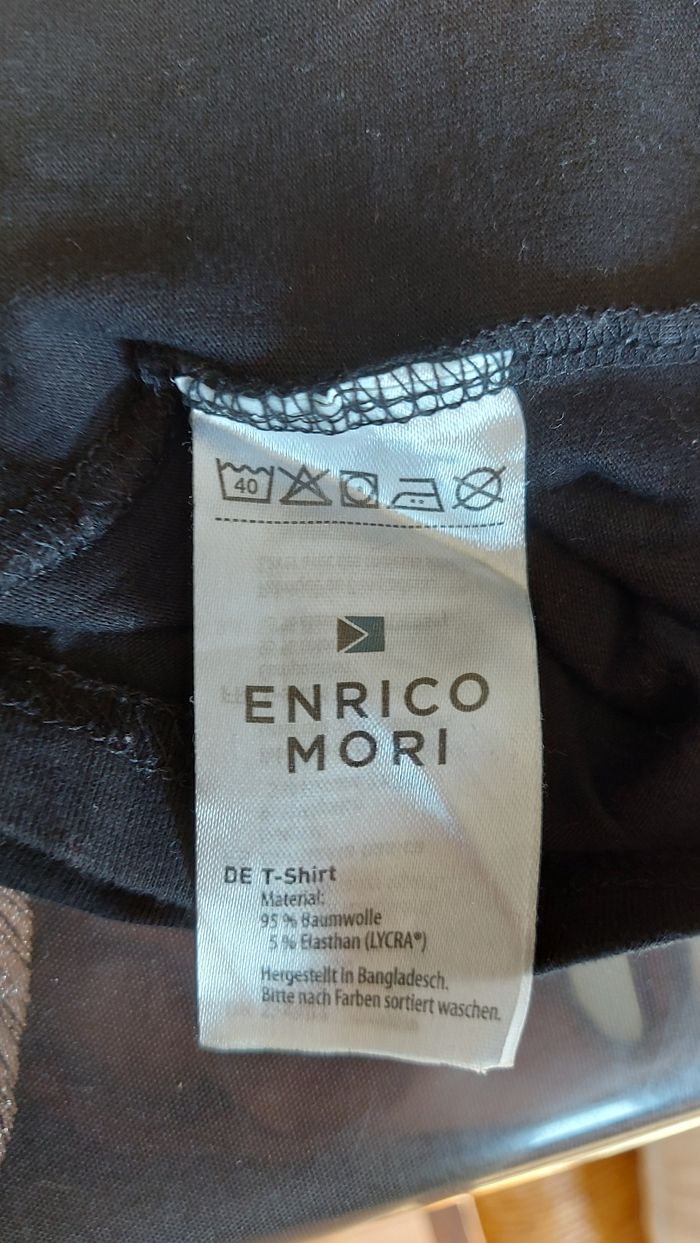 40
ENRICO
MORI
DE T-Shirt
Material:
95 % Baumwolle
5 % Elasthan (LYCRA®)
Hergestellt in Bangladesch.
Bitte nach Farben sortiert waschen.